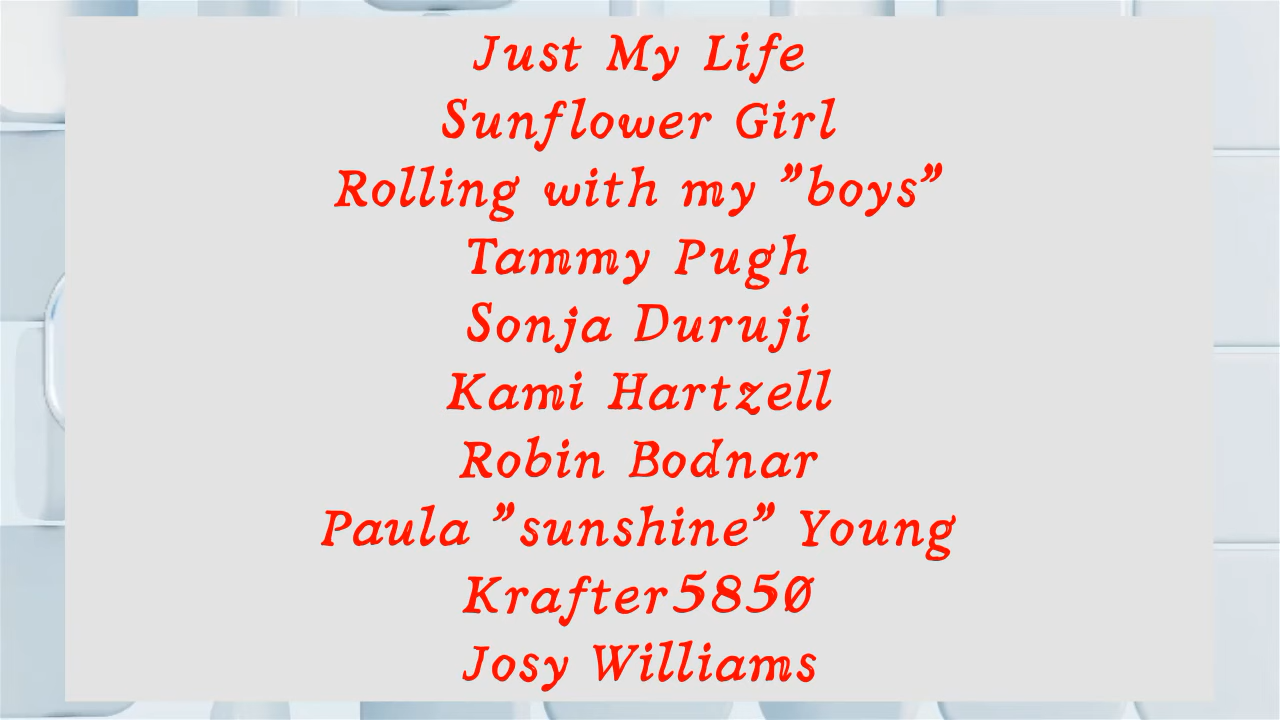 Just My Life
Sunflower Girl
Rolling with my ”boys”
Tammy Pugh
Sonja Duruji
Kami Hartzell
Robin Bodnar
Paula ”sunshine” Young
Krafter5850
Josy Williams